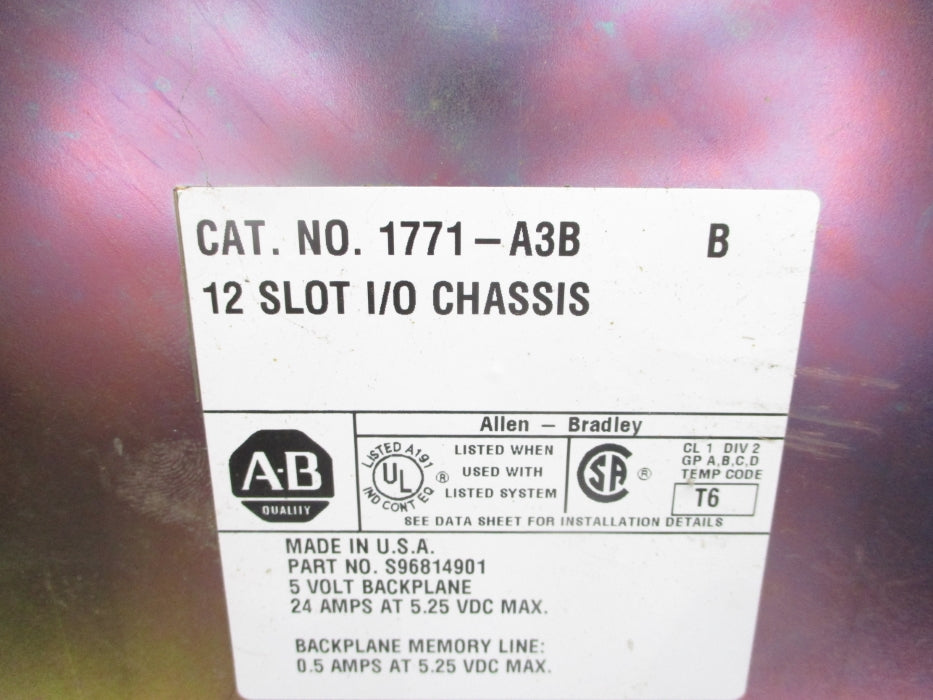 CAT. NO. 1771-A3B B
12 SLOT I/O CHASSIS
Allen - Bradley
A·B
QUALITY
LISTED A191
UL ®
IND CONT EQ
LISTED WHEN
USED WITH
LISTED SYSTEM
SA ®
CL 1 DIV 2
GP A,B,C,D
TEMP CODE
T6
SEE DATA SHEET FOR INSTALLATION DETAILS
MADE IN U.S.A.
PART NO. S96814901
5 VOLT BACKPLANE
24 AMPS AT 5.25 VDC MAX.
BACKPLANE MEMORY LINE:
0.5 AMPS AT 5.25 VDC MAX.